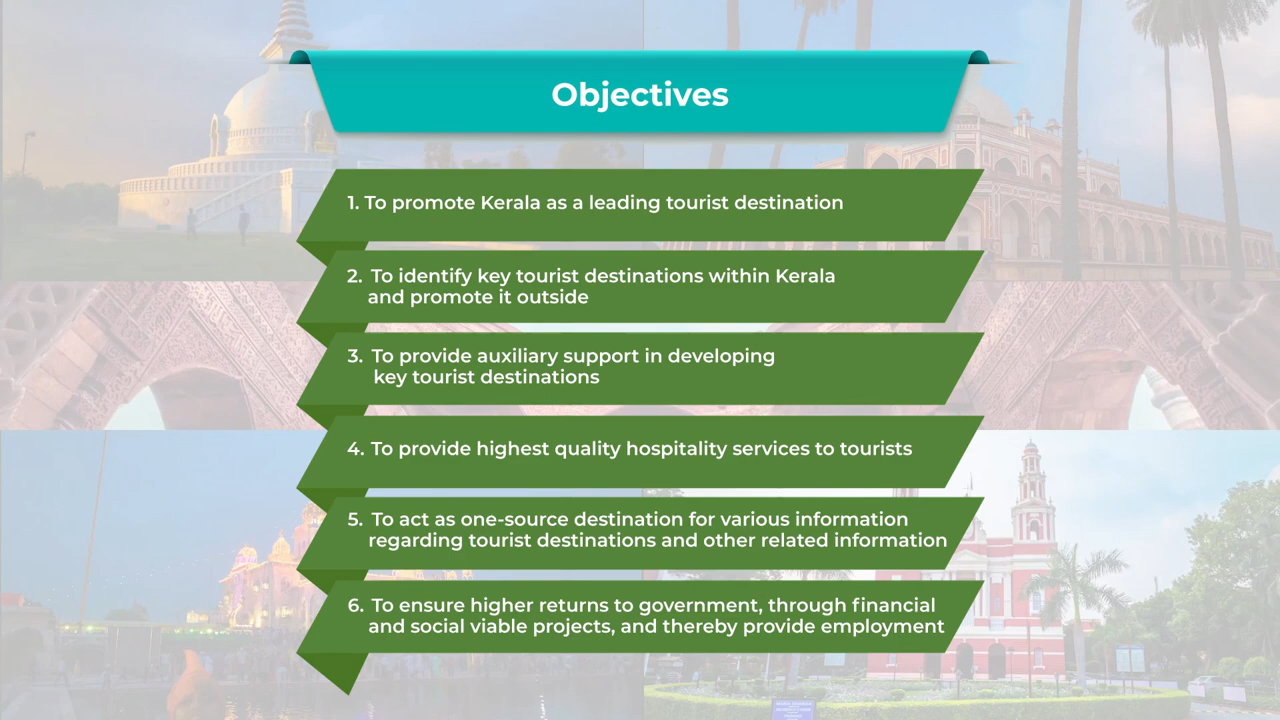 Objectives
1. To promote Kerala as a leading tourist destination
2. To identify key tourist destinations within Kerala
and promote it outside
3. To provide auxiliary support in developing
key tourist destinations
4. To provide highest quality hospitality services to tourists
5. To act as one-source destination for various information
regarding tourist destinations and other related information
6. To ensure higher returns to government, through financial
and social viable projects, and thereby provide employment